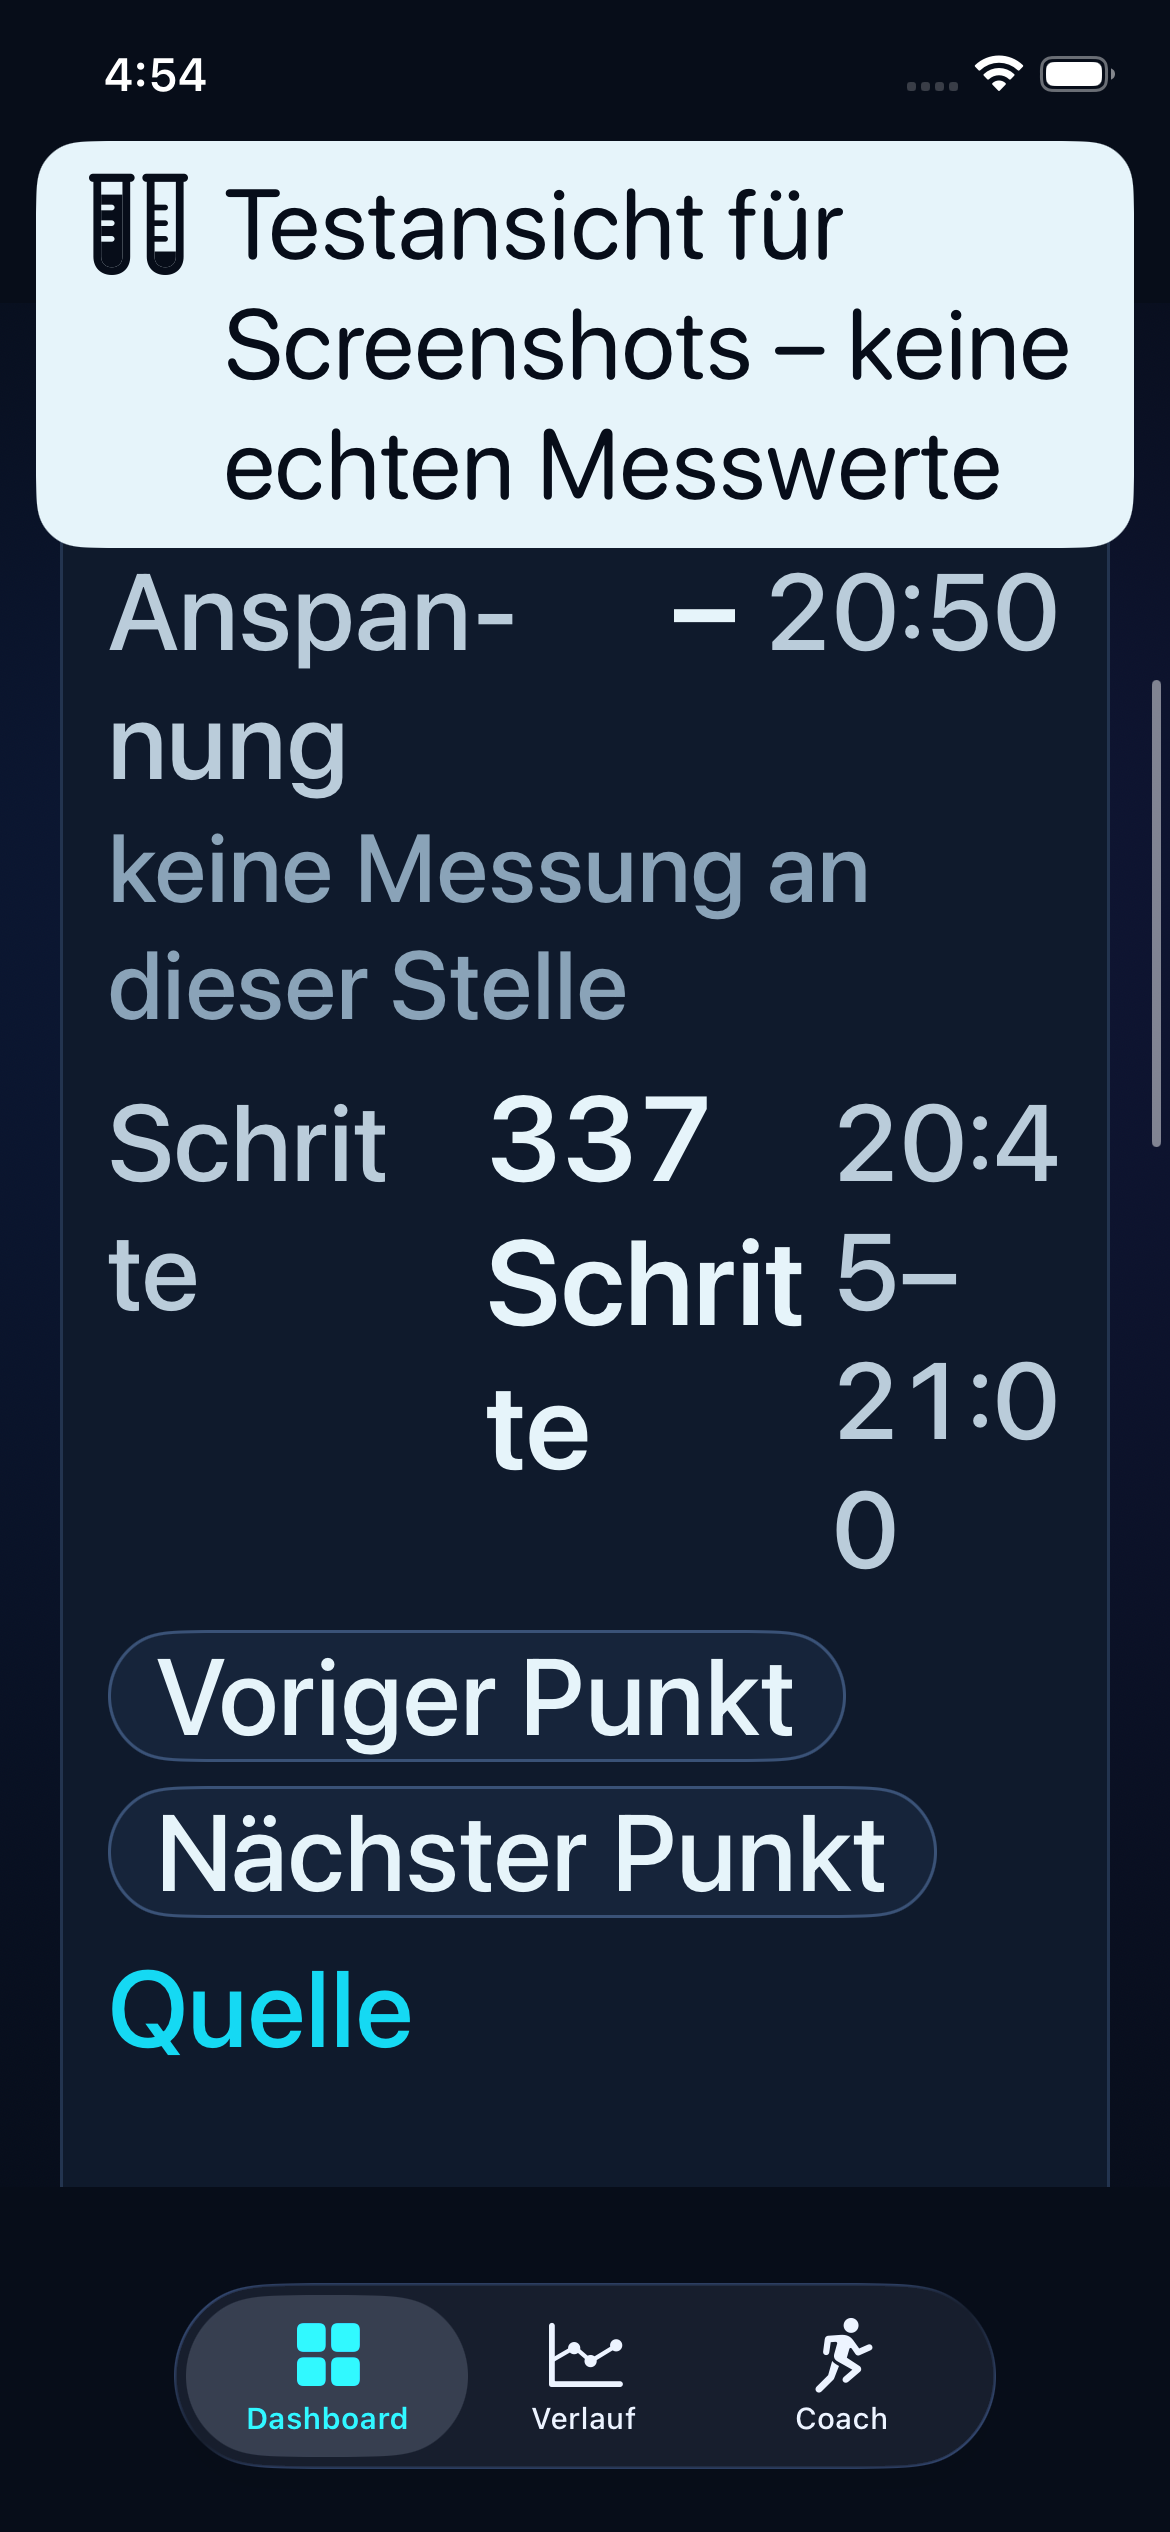 4:54
Testansicht für
Screenshots – keine
echten Messwerte
Anspan- – 20:50
nung
keine Messung an
dieser Stelle
Schrit 337 20:4
te Schrit 5–
te 21:0
0
Voriger Punkt
Nächster Punkt
Quelle
Dashboard Verlauf Coach